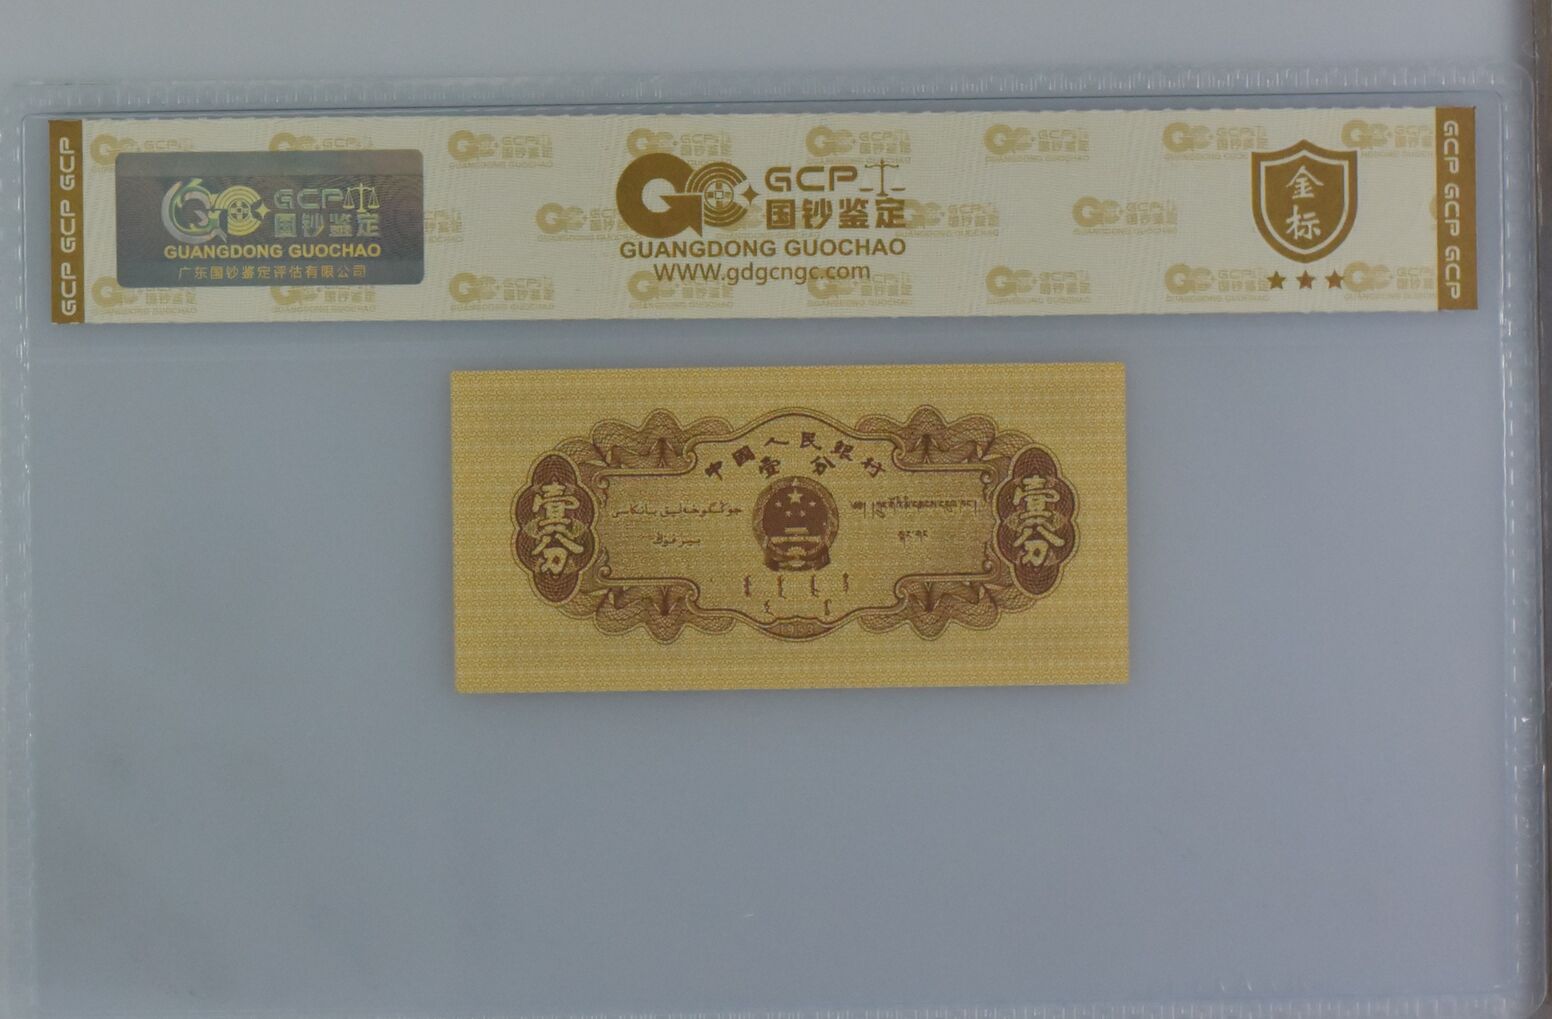 GCP GCP GCP
GCP
国钞鉴定
GUANGDONG GUOCHAO
广东国钞鉴定评估有限公司
GCP
国钞鉴定
GUANGDONG GUOCHAO
WWW.gdgcngc.com
金标
GCP GCP GCP
中国人民银行
壹分
壹分
壹分